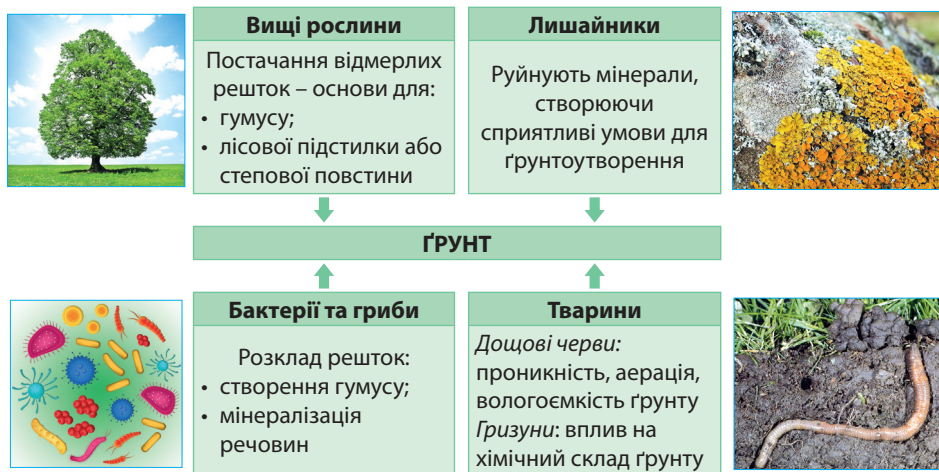 Вищі рослини
Постачання відмерлих
решток – основи для:
• гумусу;
• лісової підстилки або
степової повстини
Лишайники
Руйнують мінерали,
створюючи
сприятливі умови для
ґрунтоутворення
ҐРУНТ
Бактерії та гриби
Розклад решток:
• створення гумусу;
• мінералізація
речовин
Тварини
Дощові черви:
проникність, аерація,
вологоємкість ґрунту
Гризуни: вплив на
хімічний склад ґрунту